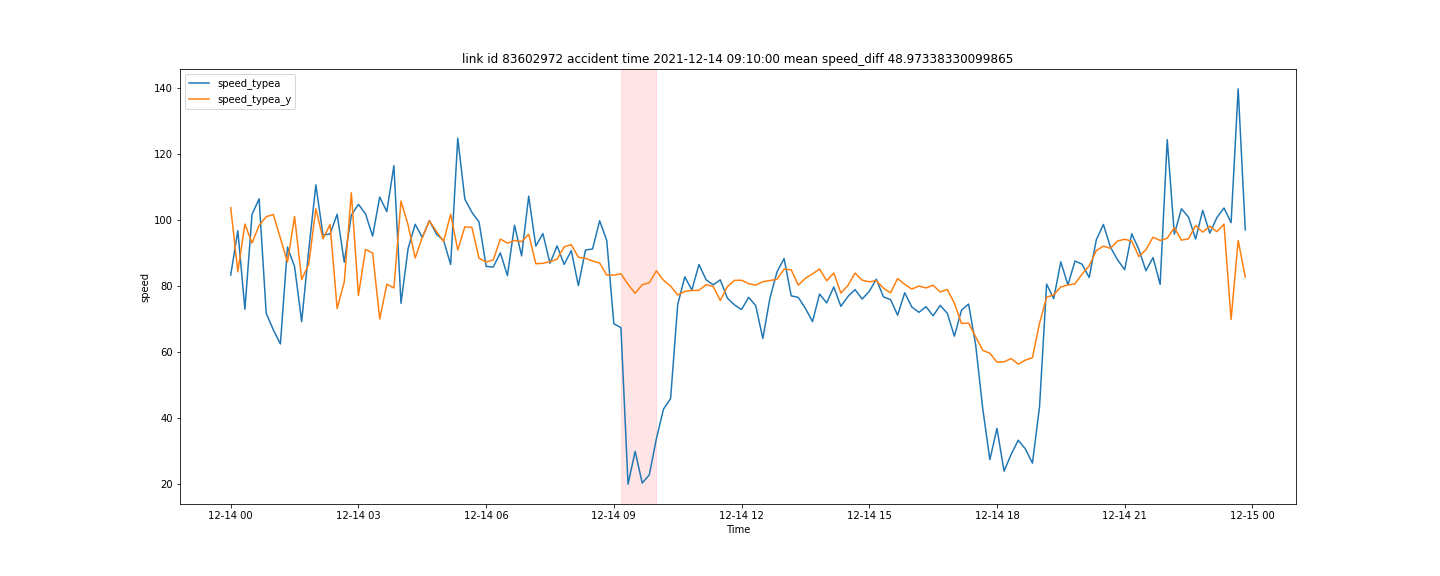 link id 83602972 accident time 2021-12-14 09:10:00 mean speed_diff 48.97338330099865
speed_typea
speed_typea_y
140
120
100
80
60
40
20
speed
12-14 00 12-14 03 12-14 06 12-14 09 12-14 12 12-14 15 12-14 18 12-14 21 12-15 00
Time